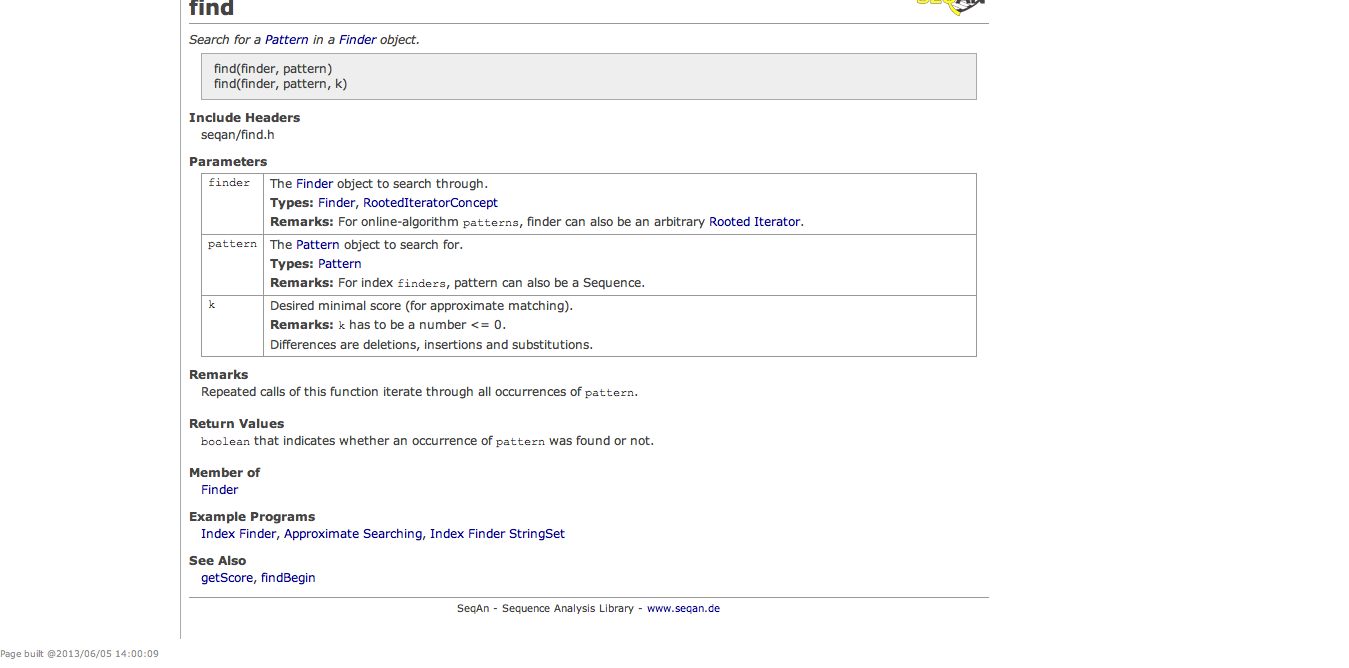 find
Search for a Pattern in a Finder object.
find(finder, pattern)
find(finder, pattern, k)
Include Headers
seqan/find.h
Parameters
finder
The Finder object to search through.
Types: Finder, RootedIteratorConcept
Remarks: For online-algorithm patterns, finder can also be an arbitrary Rooted Iterator.
pattern
The Pattern object to search for.
Types: Pattern
Remarks: For index finders, pattern can also be a Sequence.
k
Desired minimal score (for approximate matching).
Remarks: k has to be a number <= 0.
Differences are deletions, insertions and substitutions.
Remarks
Repeated calls of this function iterate through all occurrences of pattern.
Return Values
boolean that indicates whether an occurrence of pattern was found or not.
Member of
Finder
Example Programs
Index Finder, Approximate Searching, Index Finder StringSet
See Also
getScore, findBegin
SeqAn - Sequence Analysis Library - www.seqan.de
Page built @2013/06/05 14:00:09